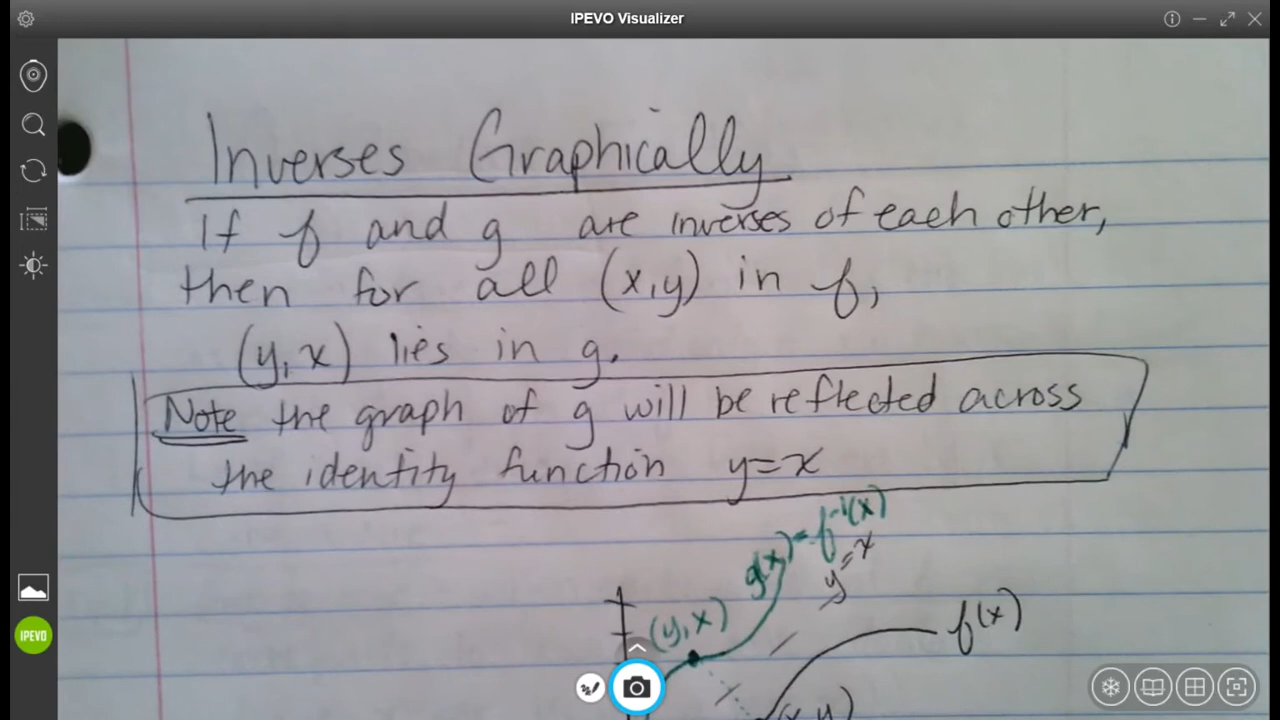 IPEVO Visualizer
Inverses Graphically
If f and g are inverses of each other,
then for all (x,y) in f,
(y,x) lies in g.
Note the graph of g will be reflected across
the identity function y=x
g(x)=f⁻¹(x)
y=x
(y,x)
f(x)
(x,y)
IPEVO